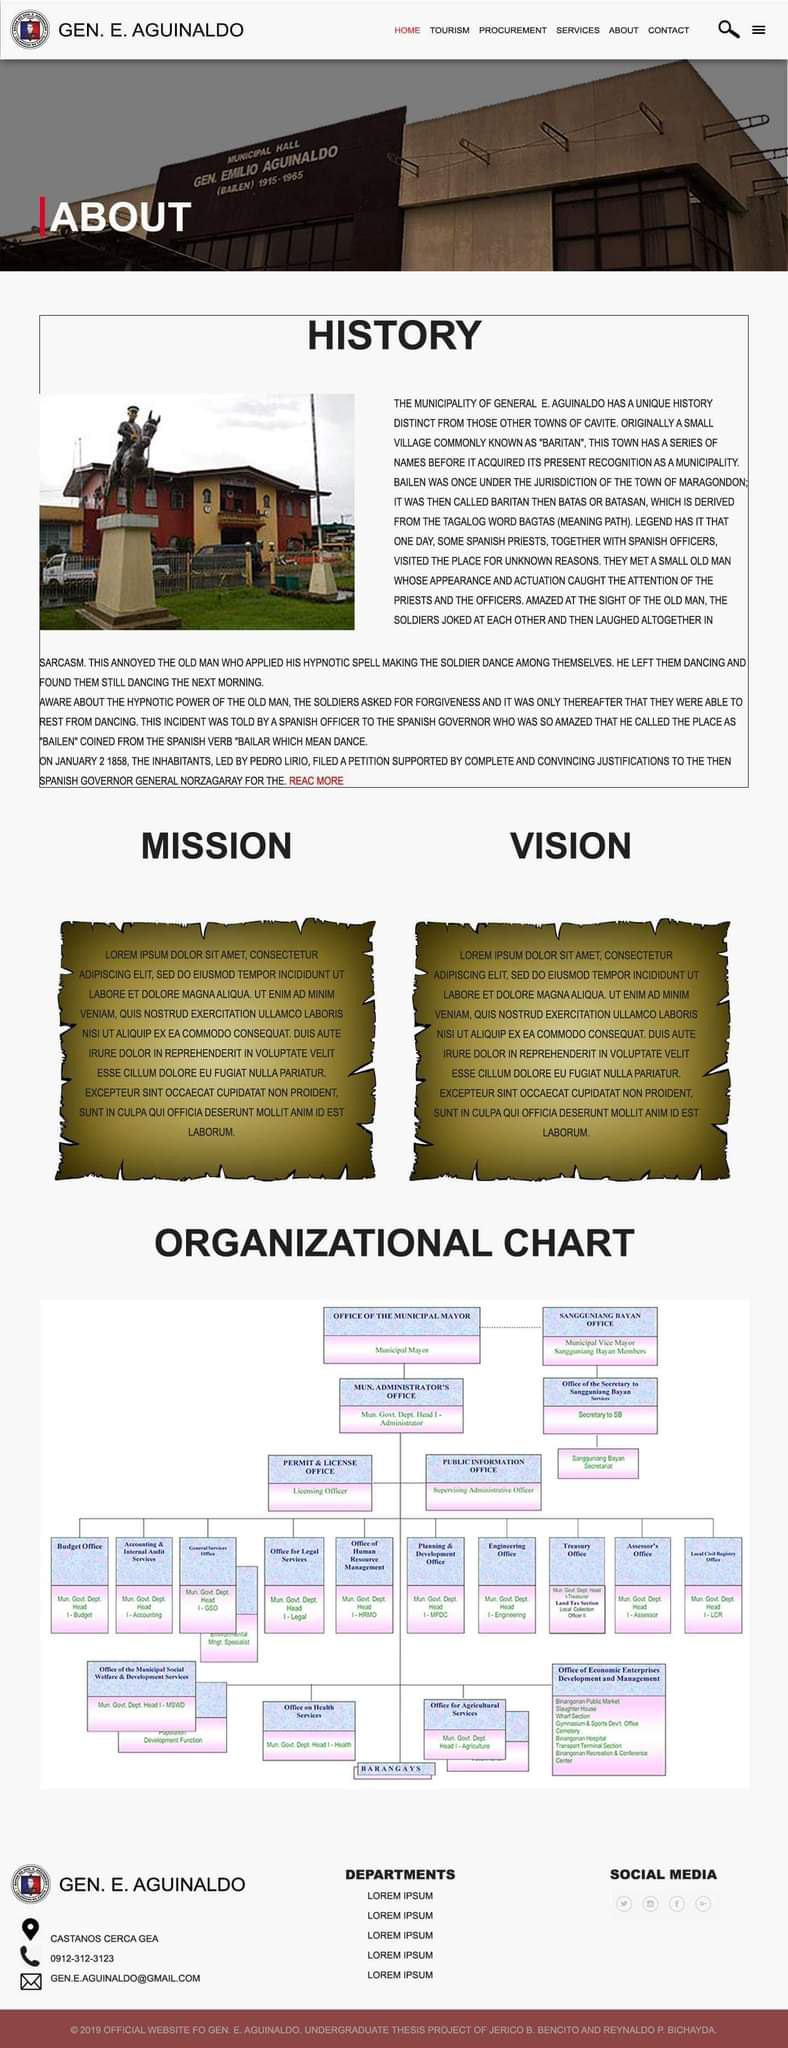 GEN. E. AGUINALDO
HOME TOURISM PROCUREMENT SERVICES ABOUT CONTACT
MUNICIPAL HALL
GEN. EMILIO AGUINALDO
(BAILEN) 1915-1965
ABOUT
HISTORY
THE MUNICIPALITY OF GENERAL E. AGUINALDO HAS A UNIQUE HISTORY
DISTINCT FROM THOSE OTHER TOWNS OF CAVITE. ORIGINALLY A SMALL
VILLAGE COMMONLY KNOWN AS "BARITAN", THIS TOWN HAS A SERIES OF
NAMES BEFORE IT ACQUIRED ITS PRESENT RECOGNITION AS A MUNICIPALITY.
BAILEN WAS ONCE UNDER THE JURISDICTION OF THE TOWN OF MARAGONDON;
IT WAS THEN CALLED BARITAN THEN BATAS OR BATASAN, WHICH IS DERIVED
FROM THE TAGALOG WORD BAGTAS (MEANING PATH). LEGEND HAS IT THAT
ONE DAY, SOME SPANISH PRIESTS, TOGETHER WITH SPANISH OFFICERS,
VISITED THE PLACE FOR UNKNOWN REASONS. THEY MET A SMALL OLD MAN
WHOSE APPEARANCE AND ACTUATION CAUGHT THE ATTENTION OF THE
PRIESTS AND THE OFFICERS. AMAZED AT THE SIGHT OF THE OLD MAN, THE
SOLDIERS JOKED AT EACH OTHER AND THEN LAUGHED ALTOGETHER IN
SARCASM. THIS ANNOYED THE OLD MAN WHO APPLIED HIS HYPNOTIC SPELL MAKING THE SOLDIER DANCE AMONG THEMSELVES. HE LEFT THEM DANCING AND
FOUND THEM STILL DANCING THE NEXT MORNING.
AWARE ABOUT THE HYPNOTIC POWER OF THE OLD MAN, THE SOLDIERS ASKED FOR FORGIVENESS AND IT WAS ONLY THEREAFTER THAT THEY WERE ABLE TO
REST FROM DANCING. THIS INCIDENT WAS TOLD BY A SPANISH OFFICER TO THE SPANISH GOVERNOR WHO WAS SO AMAZED THAT HE CALLED THE PLACE AS
"BAILEN" COINED FROM THE SPANISH VERB "BAILAR WHICH MEAN DANCE.
ON JANUARY 2 1858, THE INHABITANTS, LED BY PEDRO LIRIO, FILED A PETITION SUPPORTED BY COMPLETE AND CONVINCING JUSTIFICATIONS TO THE THEN
SPANISH GOVERNOR GENERAL NORZAGARAY FOR THE. REAC MORE
MISSION
LOREM IPSUM DOLOR SIT AMET, CONSECTETUR
ADIPISCING ELIT, SED DO EIUSMOD TEMPOR INCIDIDUNT UT
LABORE ET DOLORE MAGNA ALIQUA. UT ENIM AD MINIM
VENIAM, QUIS NOSTRUD EXERCITATION ULLAMCO LABORIS
NISI UT ALIQUIP EX EA COMMODO CONSEQUAT. DUIS AUTE
IRURE DOLOR IN REPREHENDERIT IN VOLUPTATE VELIT
ESSE CILLUM DOLORE EU FUGIAT NULLA PARIATUR.
EXCEPTEUR SINT OCCAECAT CUPIDATAT NON PROIDENT,
SUNT IN CULPA QUI OFFICIA DESERUNT MOLLIT ANIM ID EST
LABORUM.
VISION
LOREM IPSUM DOLOR SIT AMET, CONSECTETUR
ADIPISCING ELIT, SED DO EIUSMOD TEMPOR INCIDIDUNT UT
LABORE ET DOLORE MAGNA ALIQUA. UT ENIM AD MINIM
VENIAM, QUIS NOSTRUD EXERCITATION ULLAMCO LABORIS
NISI UT ALIQUIP EX EA COMMODO CONSEQUAT. DUIS AUTE
IRURE DOLOR IN REPREHENDERIT IN VOLUPTATE VELIT
ESSE CILLUM DOLORE EU FUGIAT NULLA PARIATUR.
EXCEPTEUR SINT OCCAECAT CUPIDATAT NON PROIDENT,
SUNT IN CULPA QUI OFFICIA DESERUNT MOLLIT ANIM ID EST
LABORUM.
ORGANIZATIONAL CHART
OFFICE OF THE MUNICIPAL MAYOR
Municipal Mayor
SANGGUNIANG BAYAN
OFFICE
Municipal Vice Mayor
Sangguniang Bayan Members
MUN. ADMINISTRATOR'S
OFFICE
Mun. Govt. Dept. Head I -
Administrator
Office of the Secretary to
Sangguniang Bayan
Services
Secretary to SB
Sangguniang Bayan
Secretariat
PERMIT & LICENSE
OFFICE
Licensing Officer
PUBLIC INFORMATION
OFFICE
Supervising Administrative Officer
Budget Office
Mun. Govt. Dept.
Head
I - Budget
Accounting &
Internal Audit
Services
Mun. Govt. Dept.
Head
I - Accounting
General Services
Office
Mun. Govt. Dept.
Head
I - GSO
Environmental
Mngt. Specialist
Office for Legal
Services
Mun. Govt. Dept.
Head
I - Legal
Office of
Human
Resource
Management
Mun. Govt. Dept.
Head
I - HRMO
Planning &
Development
Office
Mun. Govt. Dept.
Head
I - MPDC
Engineering
Office
Mun. Govt. Dept.
Head
I - Engineering
Treasury
Office
Mun. Govt. Dept. Head
I-Treasurer
Land Tax Section
Local Collection
Officer II
Assessor's
Office
Mun. Govt. Dept.
Head
I - Assessor
Local Civil Registry
Office
Mun. Govt. Dept.
Head
I - LCR
Office of the Municipal Social
Welfare & Development Services
Mun. Govt. Dept. Head I - MSWD
Population
Development Function
Office on Health
Services
Mun. Govt. Dept. Head I - Health
Office for Agricultural
Services
Mun. Govt. Dept.
Head I - Agriculture
Office of Economic Enterprises
Development and Management
Binangonan Public Market
Slaughter House
Wharf Section
Gymnasium & Sports Dev't. Office
Cemetery
Binangonan Hospital
Transport Terminal Section
Binangonan Recreation & Conference
Center
BARANGAYS
GEN. E. AGUINALDO
CASTANOS CERCA GEA
0912-312-3123
GEN.E.AGUINALDO@GMAIL.COM
DEPARTMENTS
LOREM IPSUM
LOREM IPSUM
LOREM IPSUM
LOREM IPSUM
LOREM IPSUM
SOCIAL MEDIA
© 2019 OFFICIAL WEBSITE FO GEN. E. AGUINALDO. UNDERGRADUATE THESIS PROJECT OF JERICO B. BENCITO AND REYNALDO P. BICHAYDA.